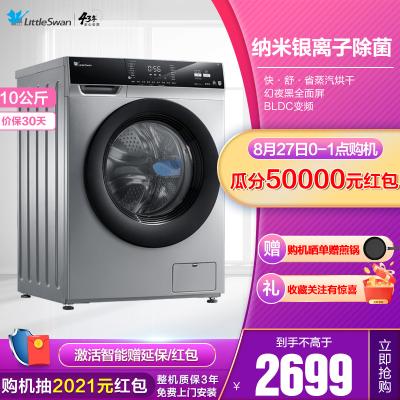 LittleSwan 43年
纳米银离子除菌
快·舒·省蒸汽烘干
幻夜黑全面屏
BLDC变频
10公斤
价保30天
8月27日0-1点购机
瓜分50000元红包
赠 购机晒单赠煎锅
礼 收藏关注有惊喜
激活智能赠延保/红包
购机抽2021元红包
整机质保3年
免费上门安装
到手不高于
￥2699
立即抢购